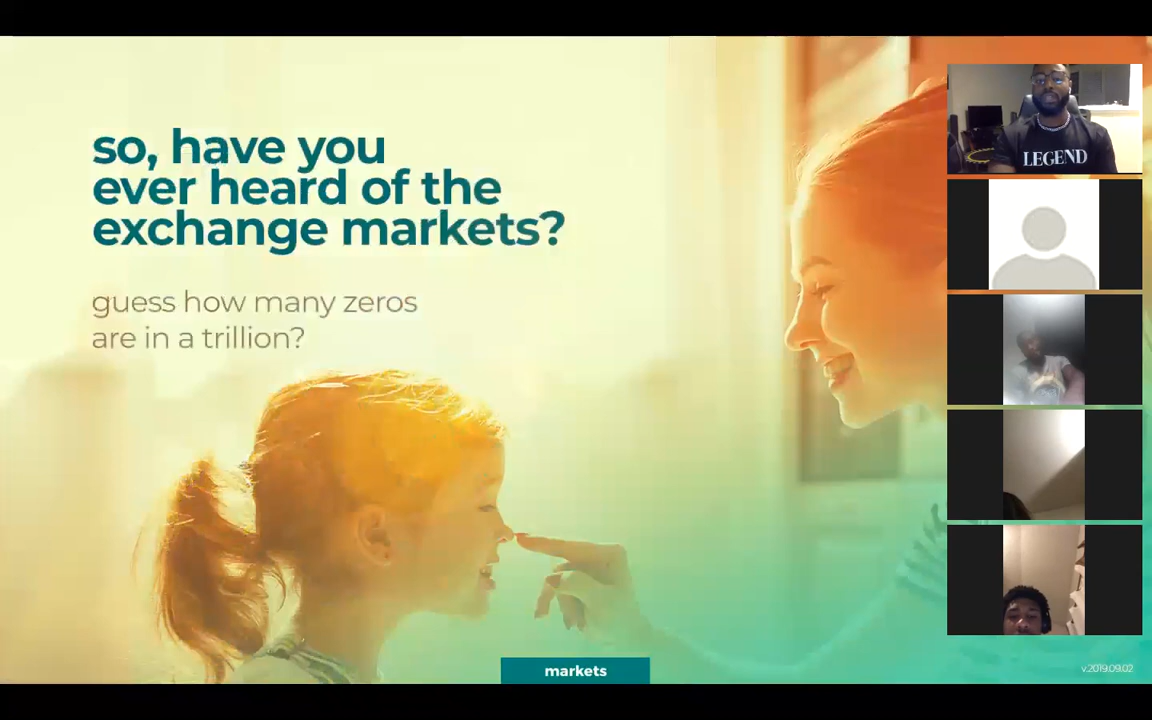 so, have you
ever heard of the
exchange markets?
guess how many zeros
are in a trillion?
LEGEND
markets
v.2019.09.02